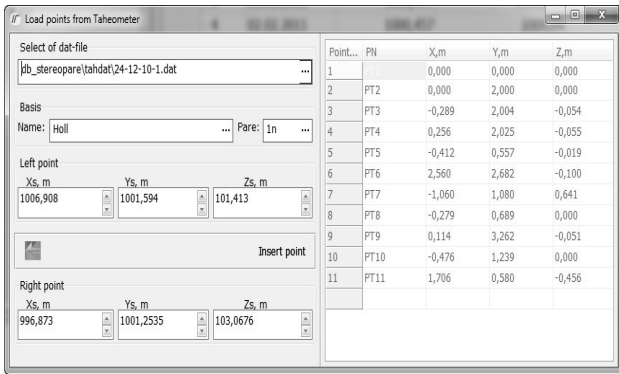 Load points from Taheometer
Select of dat-file
db_stereopare\tahdat\24-12-10-1.dat ...
Basis
Name: Holl ... Pare: 1n ...
Left point
Xs, m Ys, m Zs, m
1006,908 1001,594 101,413
Insert point
Right point
Xs, m Ys, m Zs, m
996,873 1001,2535 103,0676
Point... PN X,m Y,m Z,m
1 PT1 0,000 0,000 0,000
2 PT2 0,000 2,000 0,000
3 PT3 -0,289 2,004 -0,054
4 PT4 0,256 2,025 -0,055
5 PT5 -0,412 0,557 -0,019
6 PT6 2,560 2,682 -0,100
7 PT7 -1,060 1,080 0,641
8 PT8 -0,279 0,689 0,000
9 PT9 0,114 3,262 -0,051
10 PT10 -0,476 1,239 0,000
11 PT11 1,706 0,580 -0,456